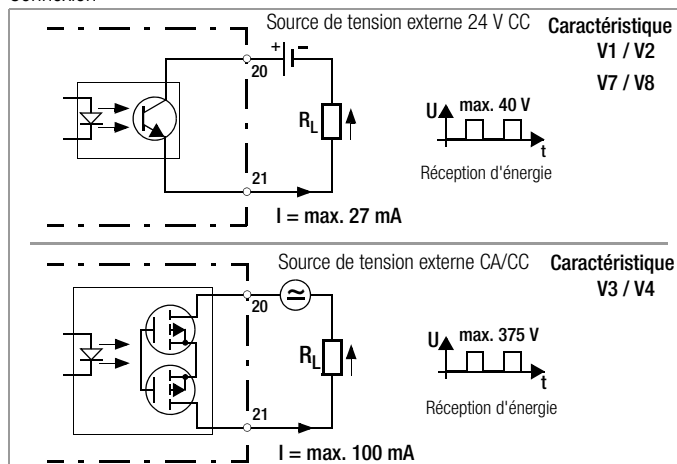 Source de tension externe 24 V CC
Caractéristique
V1 / V2
V7 / V8
+ -
20
RL
U
max. 40 V
t
Réception d'énergie
21
I = max. 27 mA
Source de tension externe CA/CC
Caractéristique
V3 / V4
20
RL
U
max. 375 V
t
Réception d'énergie
21
I = max. 100 mA